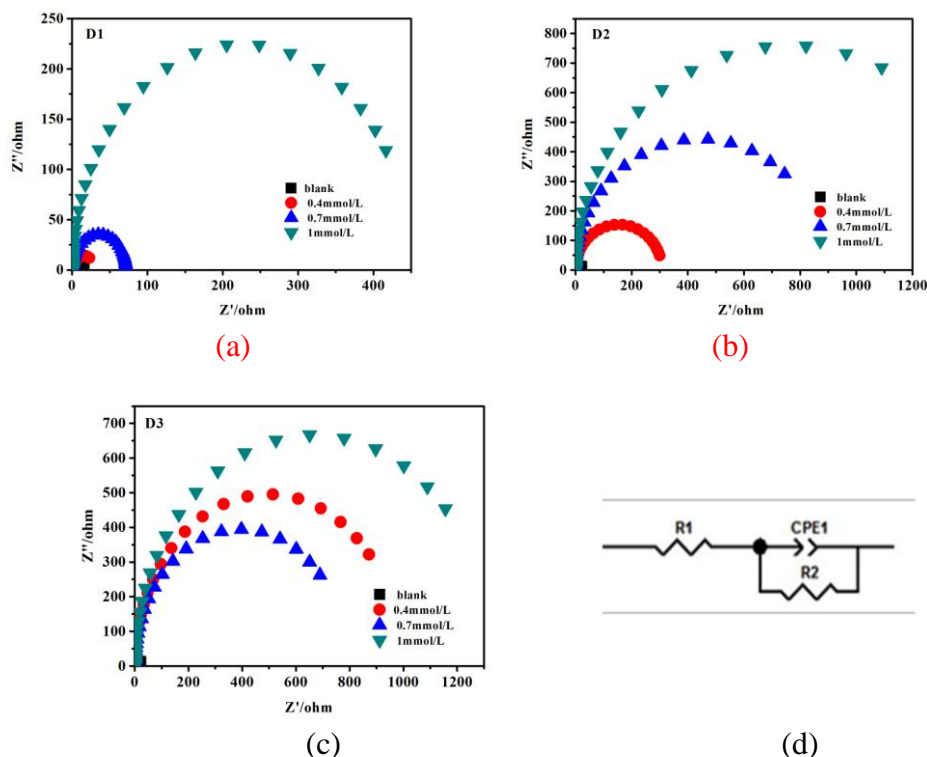 D1
250
200
150
100
50
0
Z''/ohm
0 100 200 300 400
Z'/ohm
blank
0.4mmol/L
0.7mmol/L
1mmol/L
(a)
D2
800
700
600
500
400
300
200
100
0
Z''/ohm
0 200 400 600 800 1000 1200
Z'/ohm
blank
0.4mmol/L
0.7mmol/L
1mmol/L
(b)
D3
700
600
500
400
300
200
100
0
Z''/ohm
0 200 400 600 800 1000 1200
Z'/ohm
blank
0.4mmol/L
0.7mmol/L
1mmol/L
(c)
R1
CPE1
R2
(d)